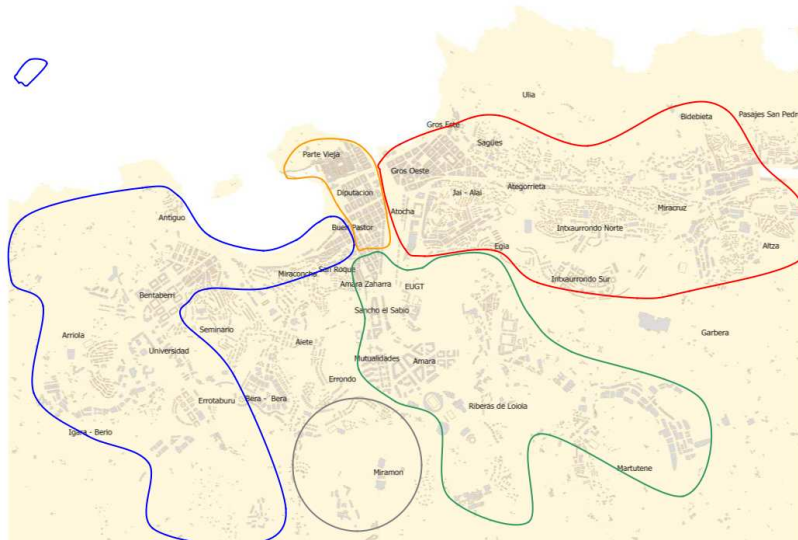 Ulia
Bidebieta
Pasajes San Pedr
Gros Este
Sagües
Parte Vieja
Gros Oeste
Ategorrieta
Diputacion
Jai - Alai
Miracruz
Atocha
Antiguo
Buen Pastor
Intxaurrondo Norte
Egia
Altza
San Roque
Miraconcha
Intxaurrondo Sur
Amara Zaharra
EUGT
Bentaberri
Sancho el Sabio
Seminario
Garbera
Arriola
Aiete
Universidad
Mutualidades
Amara
Errondo
Errotaburu
Bera - Bera
Riberas de Loiola
Igara - Berio
Miramon
Martutene